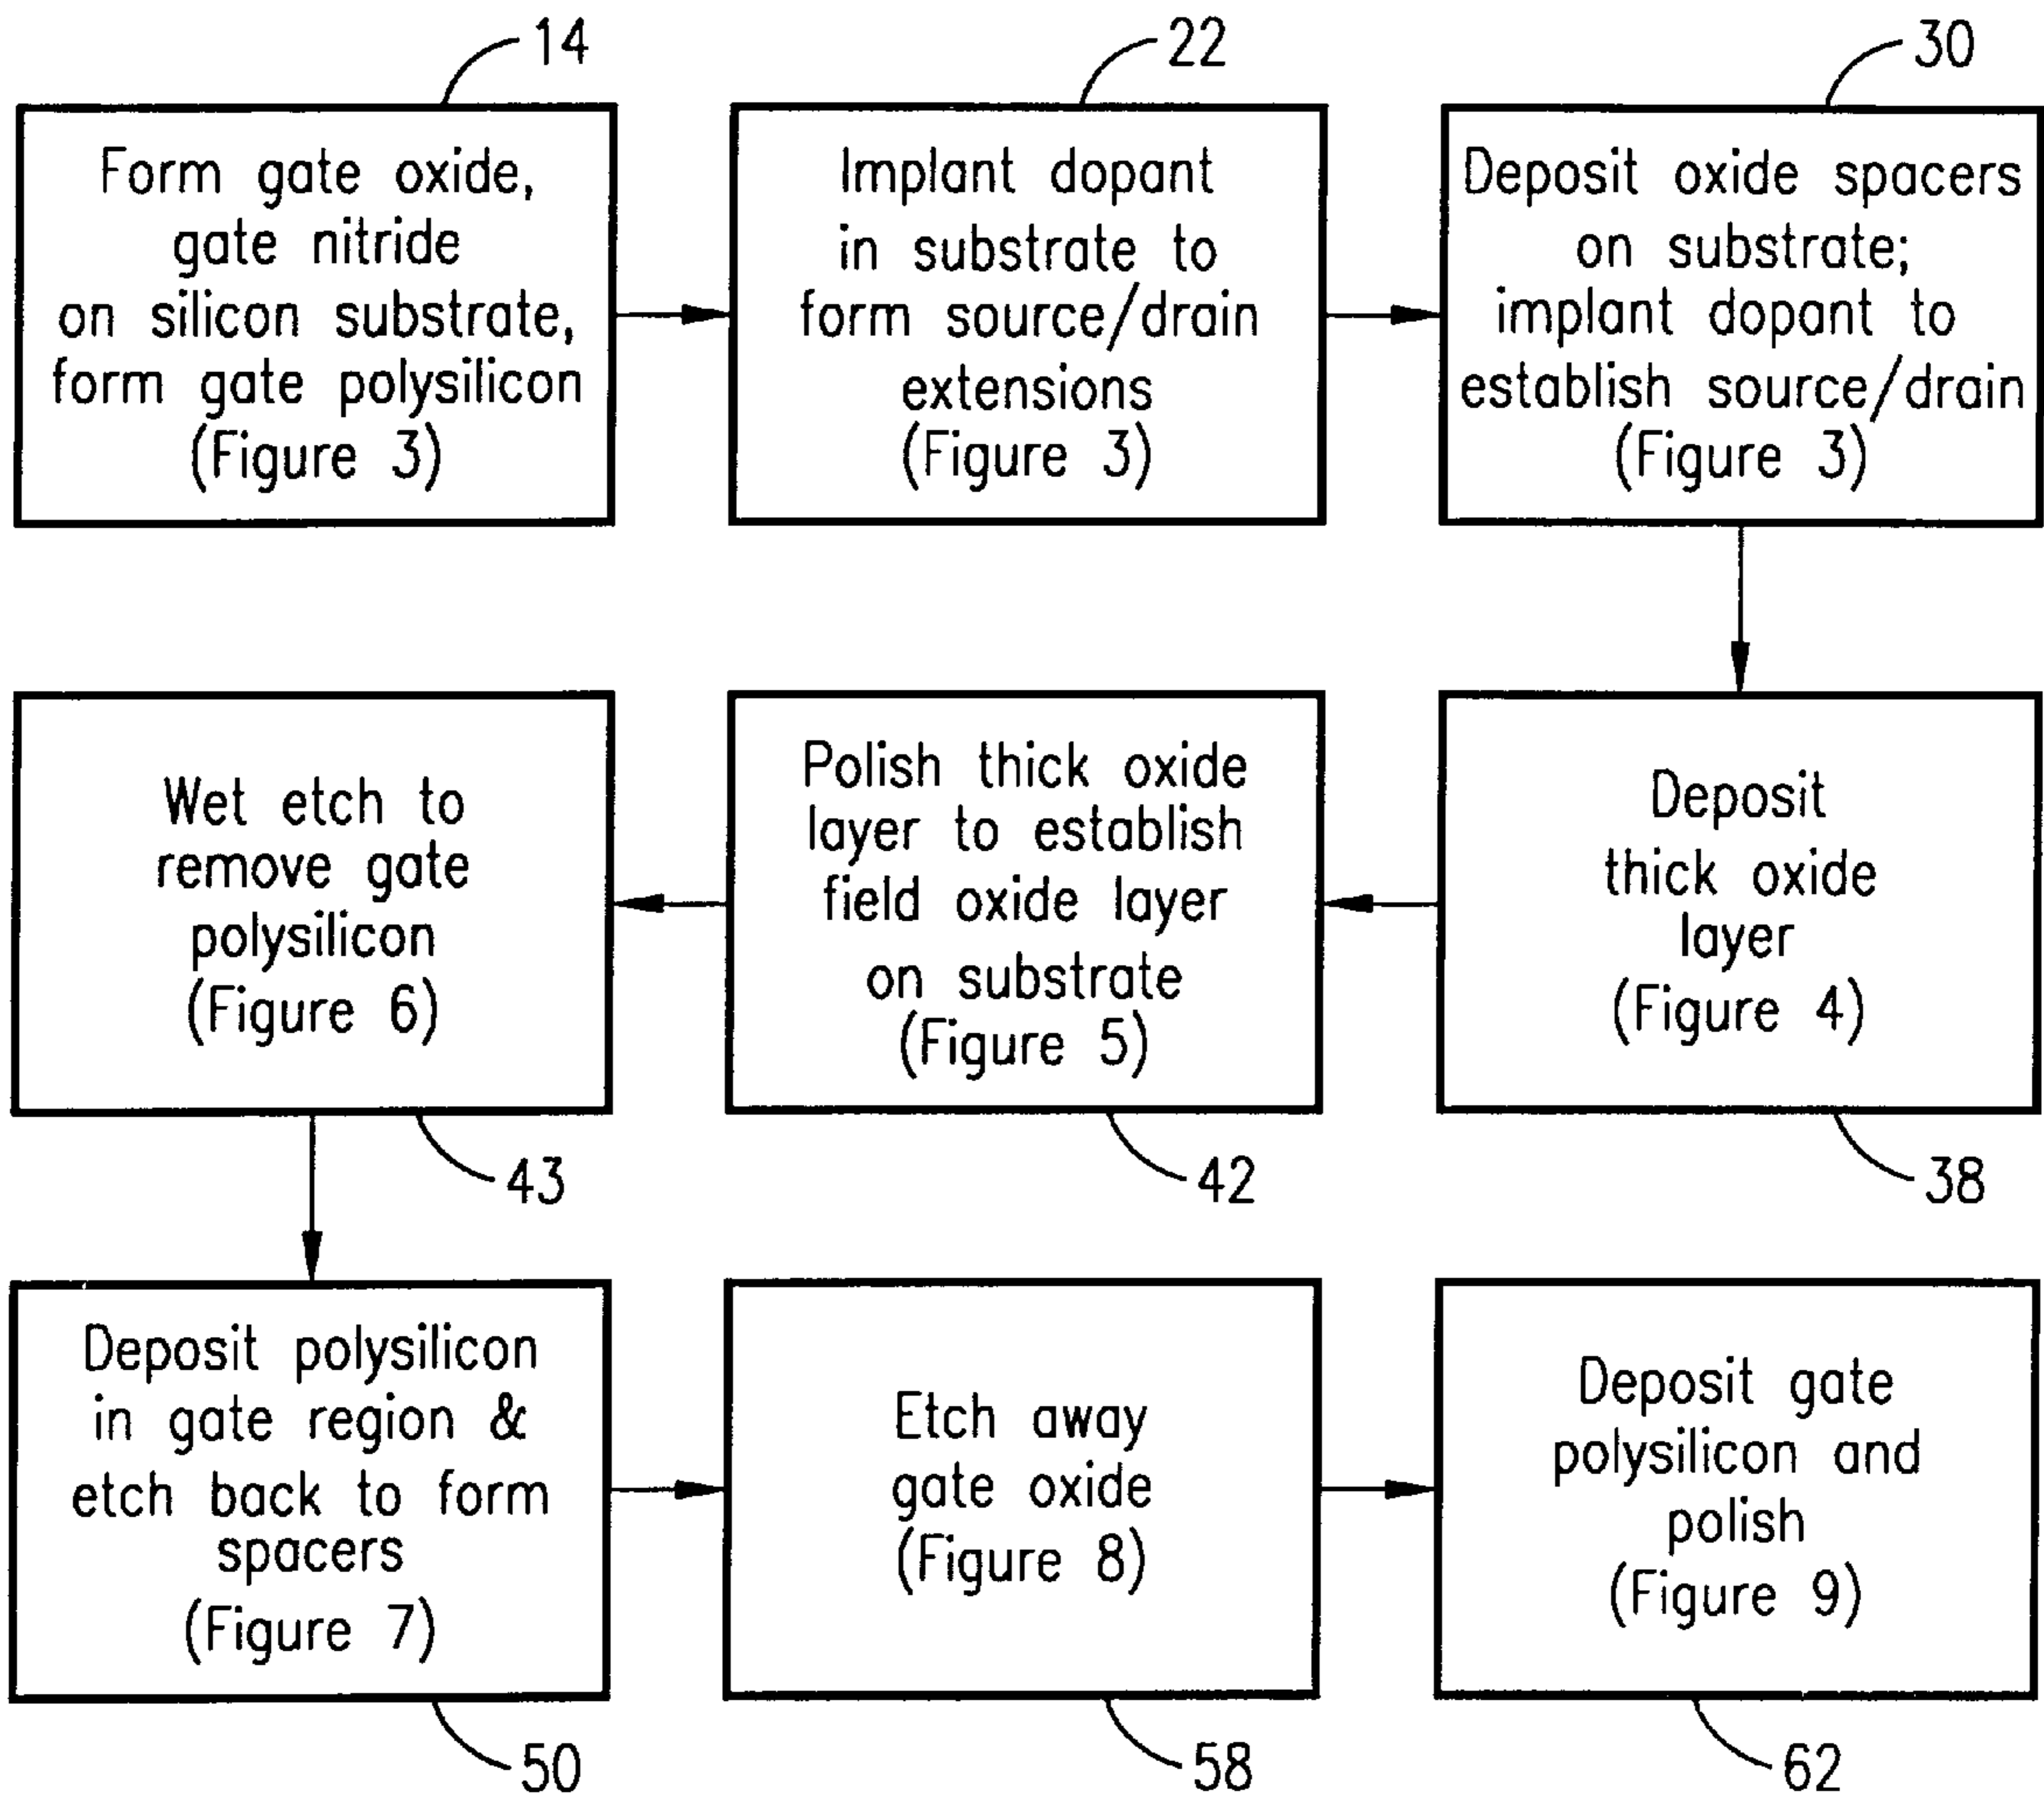 14
Form gate oxide,
gate nitride
on silicon substrate,
form gate polysilicon
(Figure 3)
22
Implant dopant
in substrate to
form source/drain
extensions
(Figure 3)
30
Deposit oxide spacers
on substrate;
implant dopant to
establish source/drain
(Figure 3)
Deposit
thick oxide
layer
(Figure 4)
38
Polish thick oxide
layer to establish
field oxide layer
on substrate
(Figure 5)
42
Wet etch to
remove gate
polysilicon
(Figure 6)
43
Deposit polysilicon
in gate region &
etch back to form
spacers
(Figure 7)
50
Etch away
gate oxide
(Figure 8)
58
Deposit gate
polysilicon and
polish
(Figure 9)
62